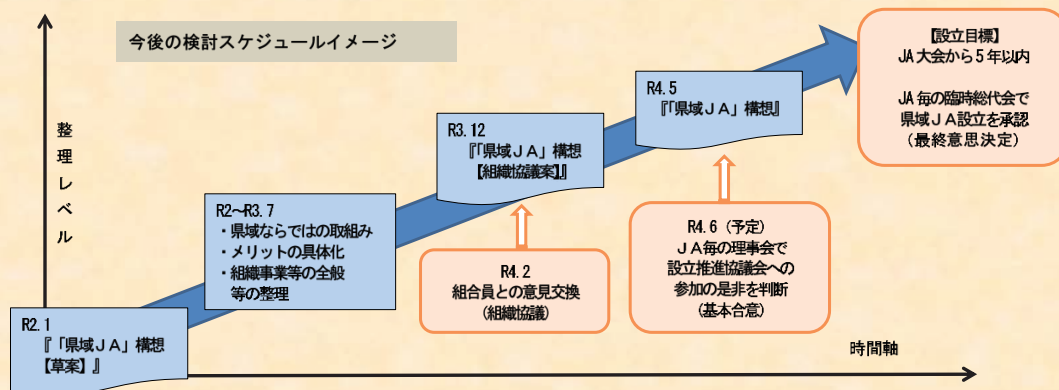 今後の検討スケジュールイメージ
整理レベル
R2.1
『「県域JA」構想
【草案】』
R2～R3.7
・県域ならではの取組み
・メリットの具体化
・組織事業等の全般
等の整理
R3.12
『「県域JA」構想
【組織協議案】』
R4.2
組合員との意見交換
(組織協議)
R4.5
『「県域JA」構想』
R4.6（予定）
JA毎の理事会で
設立推進協議会への
参加の是非を判断
(基本合意)
【設立目標】
JA大会から5年以内
JA毎の臨時総代会で
県域JA設立を承認
(最終意思決定)
時間軸